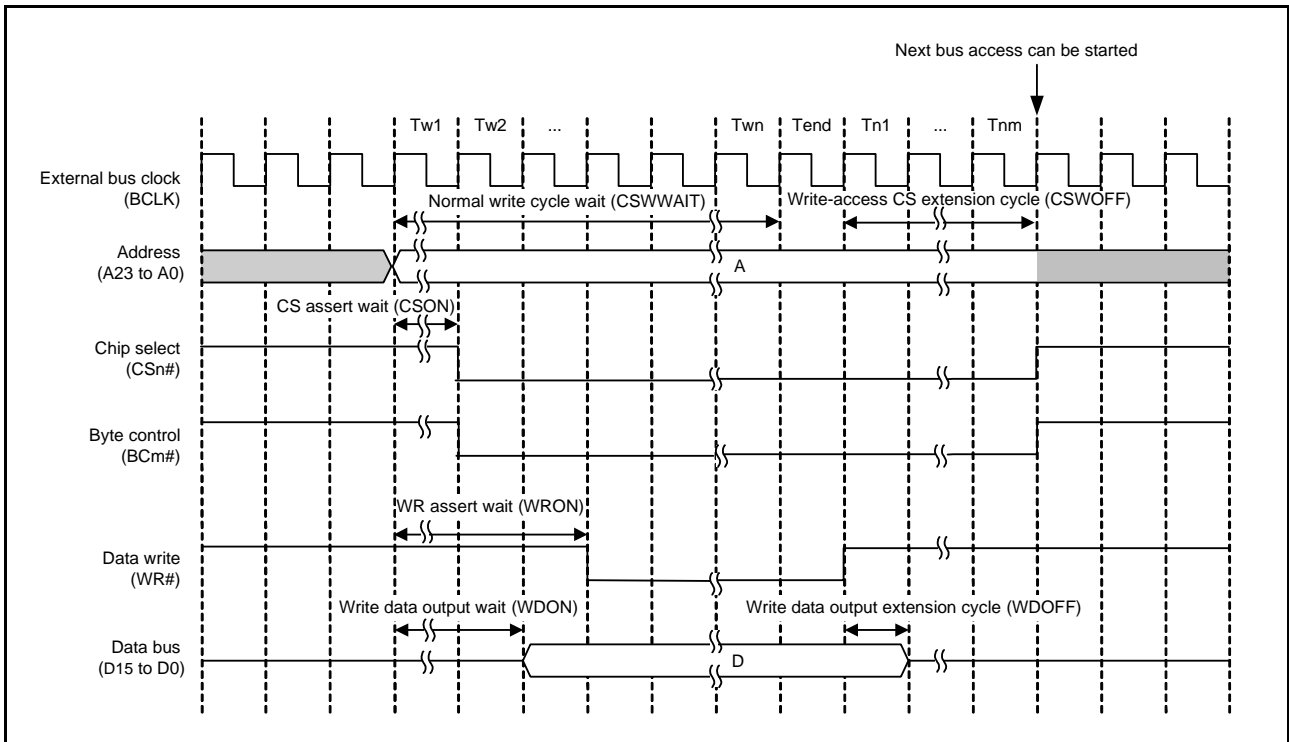 Next bus access can be started
Tw1 Tw2 ... Twn Tend Tn1 ... Tnm
External bus clock
(BCLK)
Normal write cycle wait (CSWWAIT)
Write-access CS extension cycle (CSWOFF)
Address
(A23 to A0)
A
CS assert wait (CSON)
Chip select
(CSn#)
Byte control
(BCm#)
WR assert wait (WRON)
Data write
(WR#)
Write data output wait (WDON)
Write data output extension cycle (WDOFF)
Data bus
(D15 to D0)
D